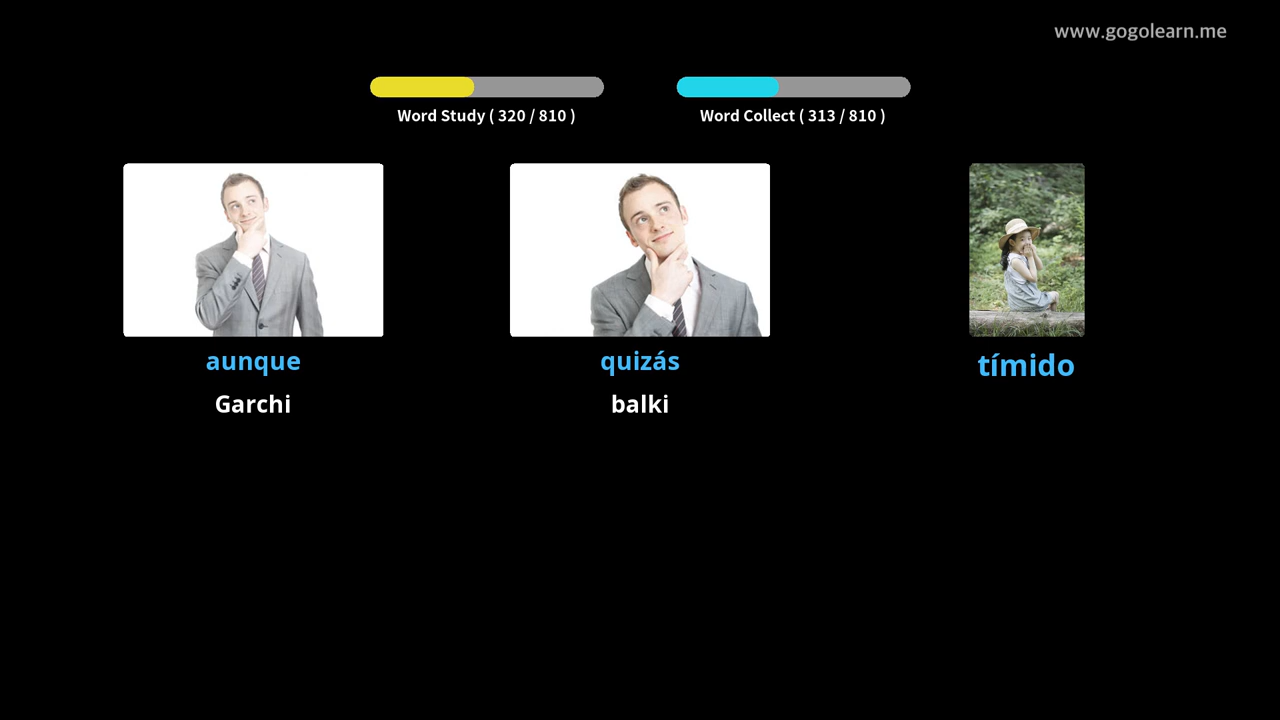 www.gogolearn.me
Word Study ( 320 / 810 )
Word Collect ( 313 / 810 )
aunque
Garchi
quizás
balki
tímido